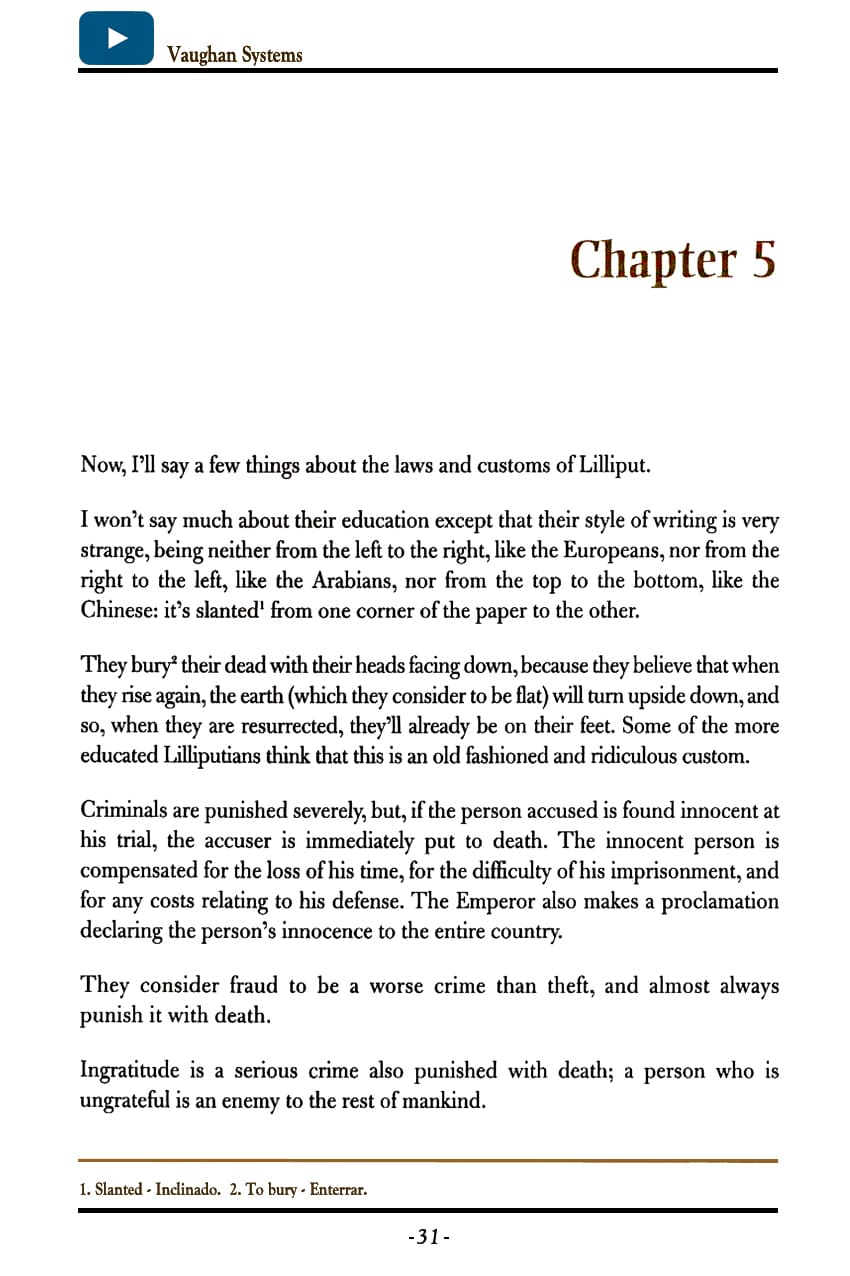 Vaughan Systems
Chapter 5
Now, I'll say a few things about the laws and customs of Lilliput.
I won't say much about their education except that their style of writing is very
strange, being neither from the left to the right, like the Europeans, nor from the
right to the left, like the Arabians, nor from the top to the bottom, like the
Chinese: it's slanted¹ from one corner of the paper to the other.
They bury² their dead with their heads facing down, because they believe that when
they rise again, the earth (which they consider to be flat) will turn upside down, and
so, when they are resurrected, they'll already be on their feet. Some of the more
educated Lilliputians think that this is an old fashioned and ridiculous custom.
Criminals are punished severely, but, if the person accused is found innocent at
his trial, the accuser is immediately put to death. The innocent person is
compensated for the loss of his time, for the difficulty of his imprisonment, and
for any costs relating to his defense. The Emperor also makes a proclamation
declaring the person's innocence to the entire country.
They consider fraud to be a worse crime than theft, and almost always
punish it with death.
Ingratitude is a serious crime also punished with death; a person who is
ungrateful is an enemy to the rest of mankind.
1. Slanted - Inclinado. 2. To bury - Enterrar.
-31-